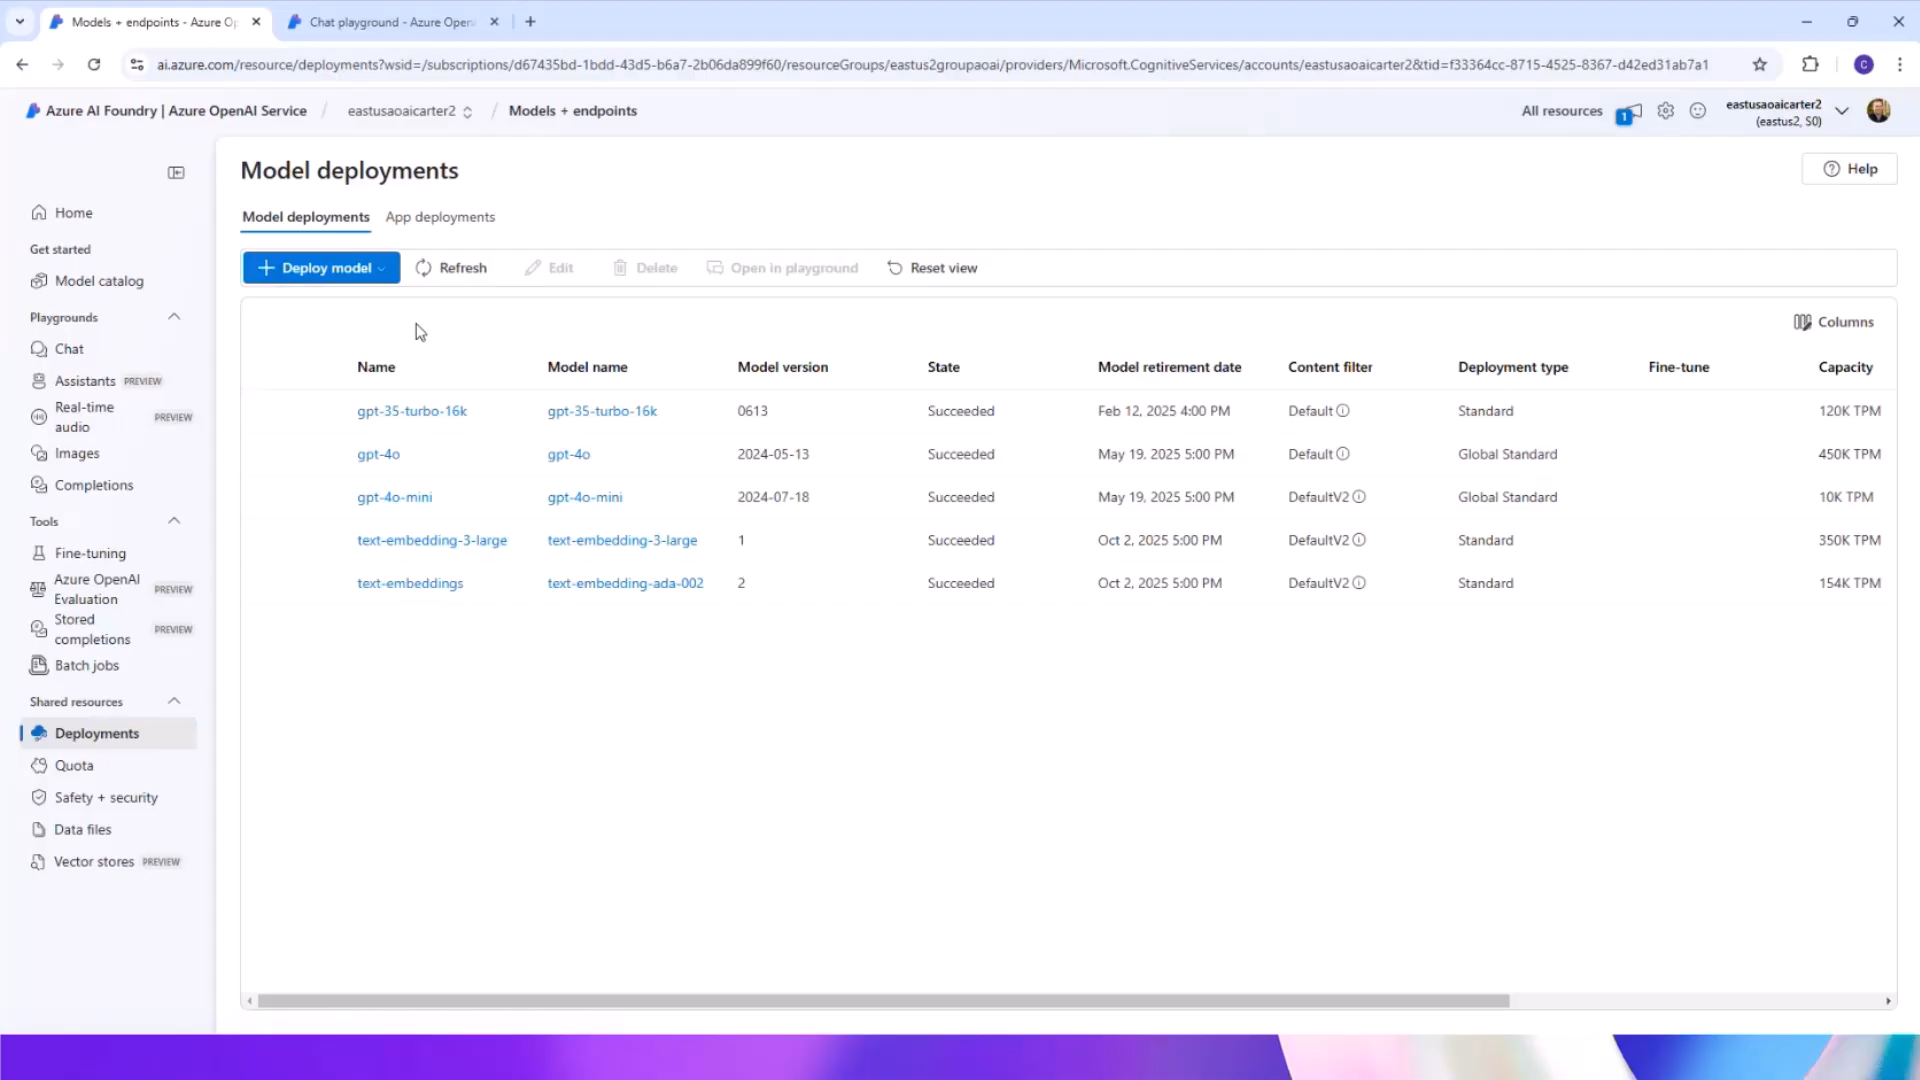 Models + endpoints - Azure Op
Chat playground - Azure Open
ai.azure.com/resource/deployments?wsid=/subscriptions/d67435bd-1bdd-43d5-b6a7-2b06da899f60/resourceGroups/eastus2groupaoai/providers/Microsoft.CognitiveServices/accounts/eastusaoaicarter2&tid=f33364cc-8715-4525-8367-d42ed31ab7a1
C
Azure AI Foundry | Azure OpenAI Service / eastusaoaicarter2 / Models + endpoints
All resources
1
eastusaoaicarter2
(eastus2, S0)
Home
Get started
Model catalog
Playgrounds
Chat
Assistants PREVIEW
Real-time audio PREVIEW
Images
Completions
Tools
Fine-tuning
Azure OpenAI Evaluation PREVIEW
Stored completions PREVIEW
Batch jobs
Shared resources
Deployments
Quota
Safety + security
Data files
Vector stores PREVIEW
Model deployments
Help
Model deployments App deployments
Deploy model Refresh Edit Delete Open in playground Reset view
Columns
Name Model name Model version State Model retirement date Content filter Deployment type Fine-tune Capacity
gpt-35-turbo-16k gpt-35-turbo-16k 0613 Succeeded Feb 12, 2025 4:00 PM Default Standard 120K TPM
gpt-4o gpt-4o 2024-05-13 Succeeded May 19, 2025 5:00 PM Default Global Standard 450K TPM
gpt-4o-mini gpt-4o-mini 2024-07-18 Succeeded May 19, 2025 5:00 PM DefaultV2 Global Standard 10K TPM
text-embedding-3-large text-embedding-3-large 1 Succeeded Oct 2, 2025 5:00 PM DefaultV2 Standard 350K TPM
text-embeddings text-embedding-ada-002 2 Succeeded Oct 2, 2025 5:00 PM DefaultV2 Standard 154K TPM